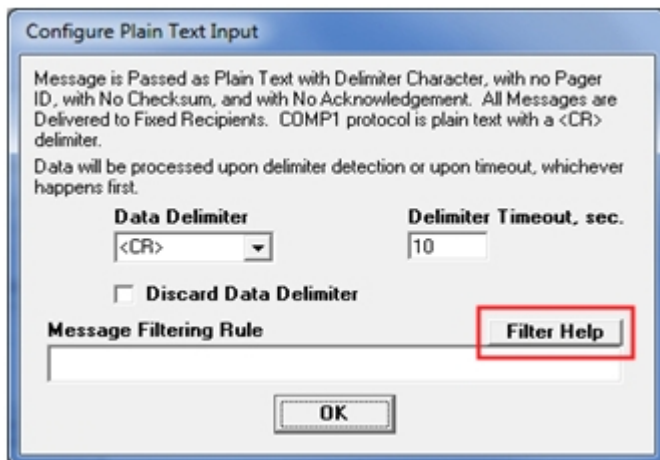 Configure Plain Text Input
Message is Passed as Plain Text with Delimiter Character, with no Pager
ID, with No Checksum, and with No Acknowledgement. All Messages are
Delivered to Fixed Recipients. COMP1 protocol is plain text with a <CR>
delimiter.
Data will be processed upon delimiter detection or upon timeout, whichever
happens first.
Data Delimiter
Delimiter Timeout, sec.
<CR>
10
Discard Data Delimiter
Message Filtering Rule
Filter Help
OK